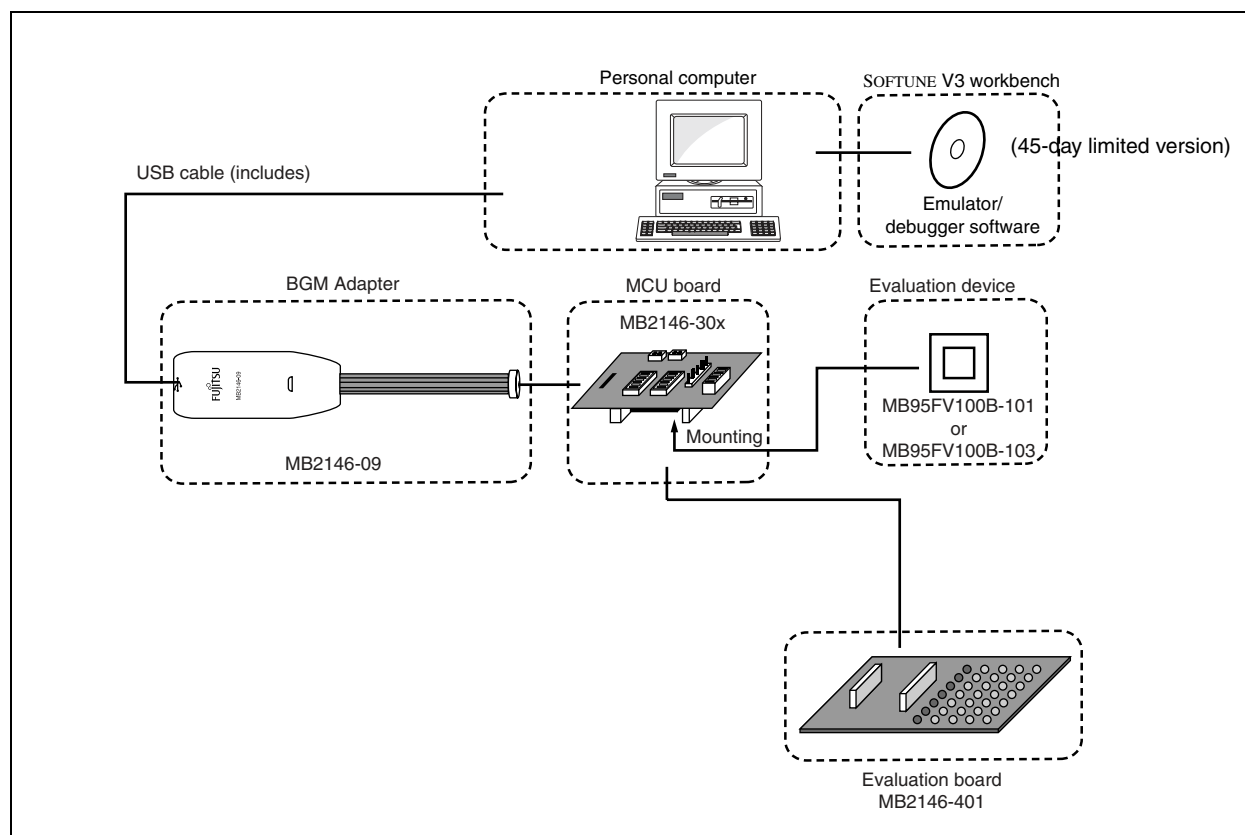 Personal computer
SOFTUNE V3 workbench
(45-day limited version)
USB cable (includes)
Emulator/
debugger software
BGM Adapter
MCU board
Evaluation device
MB2146-30x
FUJITSU
MB2146-09
MB95FV100B-101
or
MB95FV100B-103
Mounting
MB2146-09
Evaluation board
MB2146-401